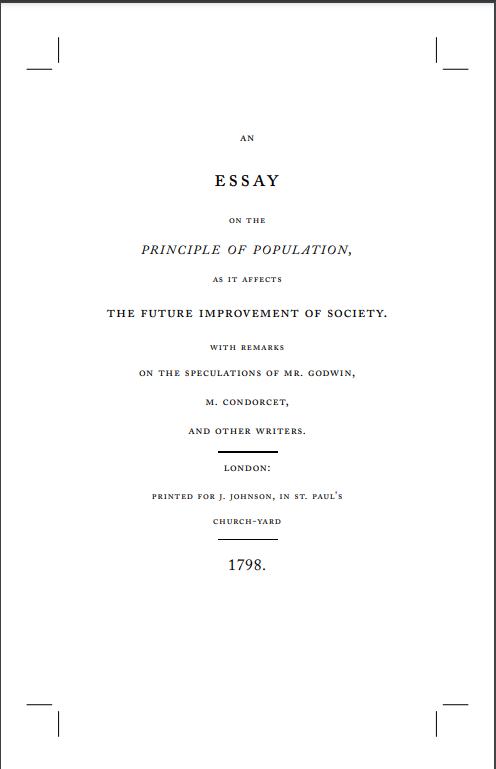 AN
ESSAY
ON THE
PRINCIPLE OF POPULATION,
AS IT AFFECTS
THE FUTURE IMPROVEMENT OF SOCIETY.
WITH REMARKS
ON THE SPECULATIONS OF MR. GODWIN,
M. CONDORCET,
AND OTHER WRITERS.
LONDON:
PRINTED FOR J. JOHNSON, IN ST. PAUL'S
CHURCH-YARD
1798.